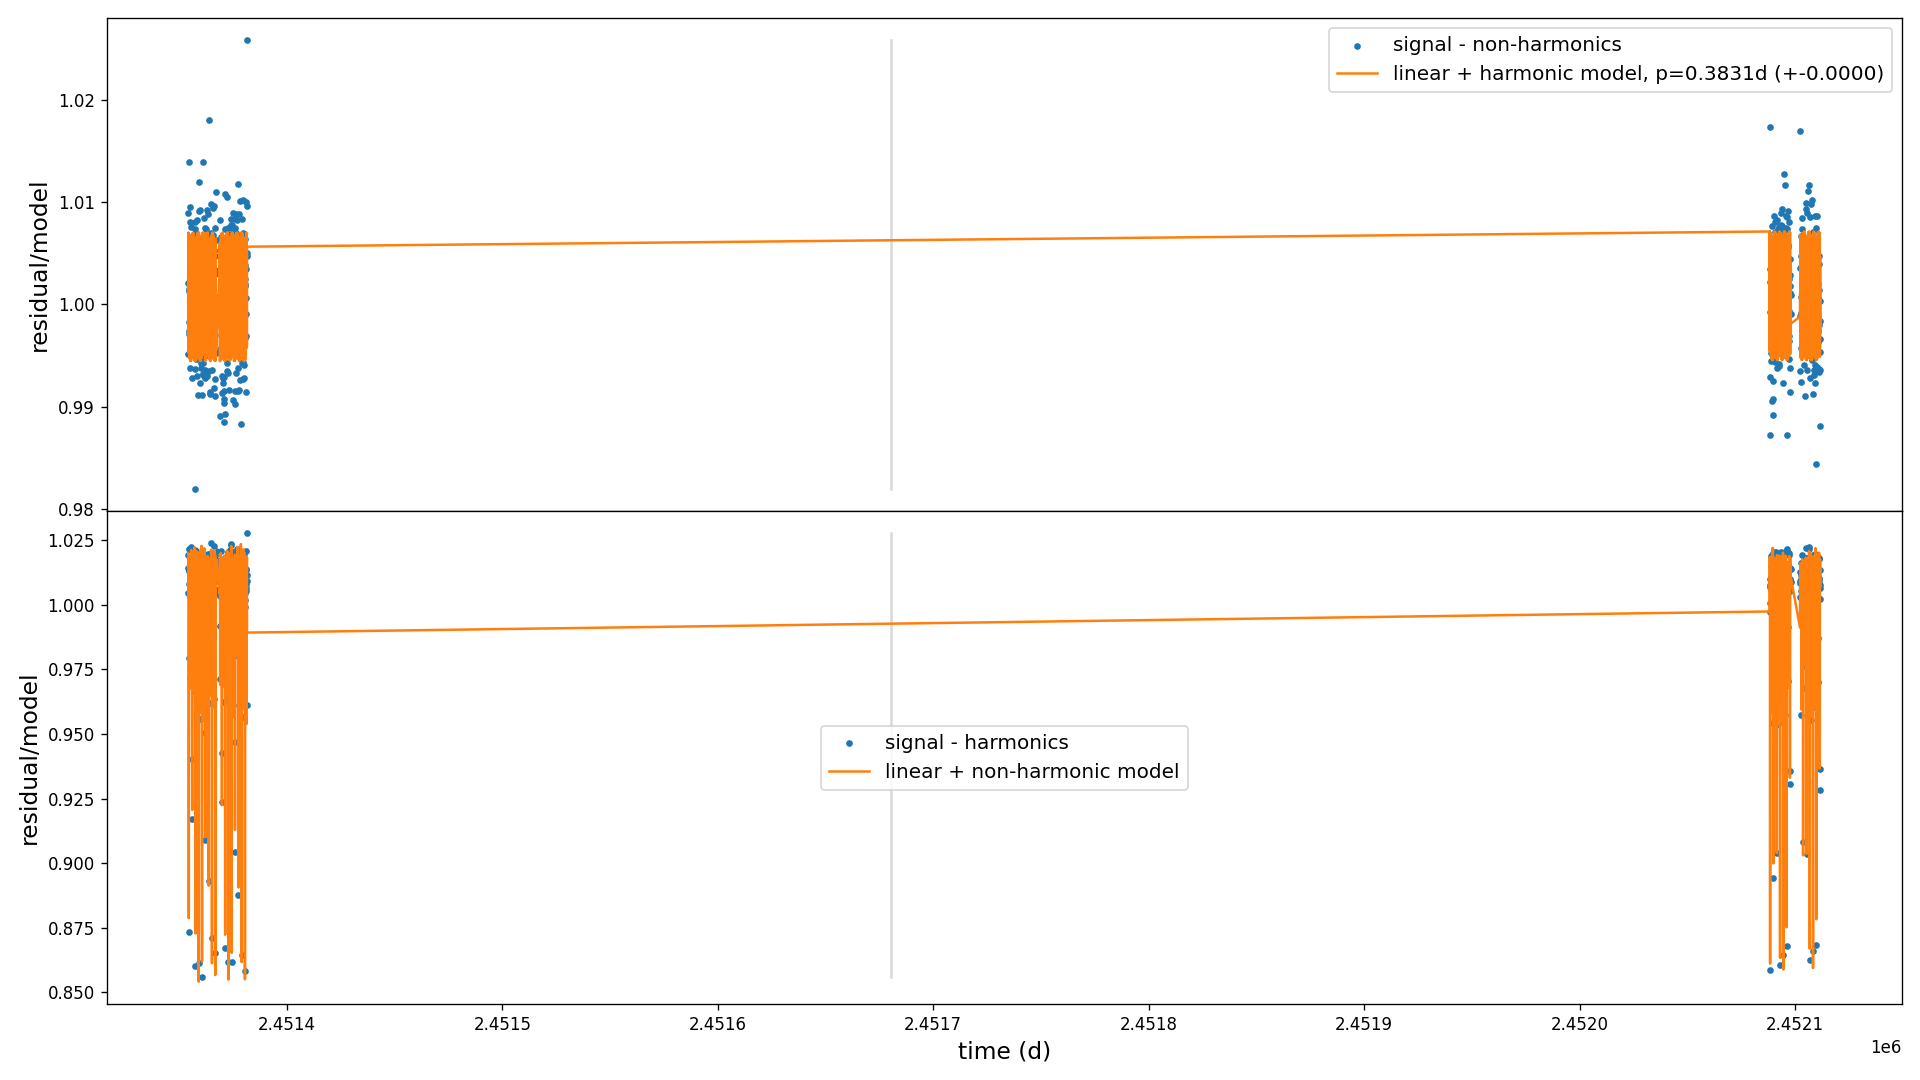 signal - non-harmonics
linear + harmonic model, p=0.3831d (+-0.0000)
1.02
1.01
1.00
0.99
0.98
residual/model
1.025
1.000
0.975
0.950
0.925
0.900
0.875
0.850
residual/model
signal - harmonics
linear + non-harmonic model
2.4514 2.4515 2.4516 2.4517 2.4518 2.4519 2.4520 2.4521
1e6
time (d)